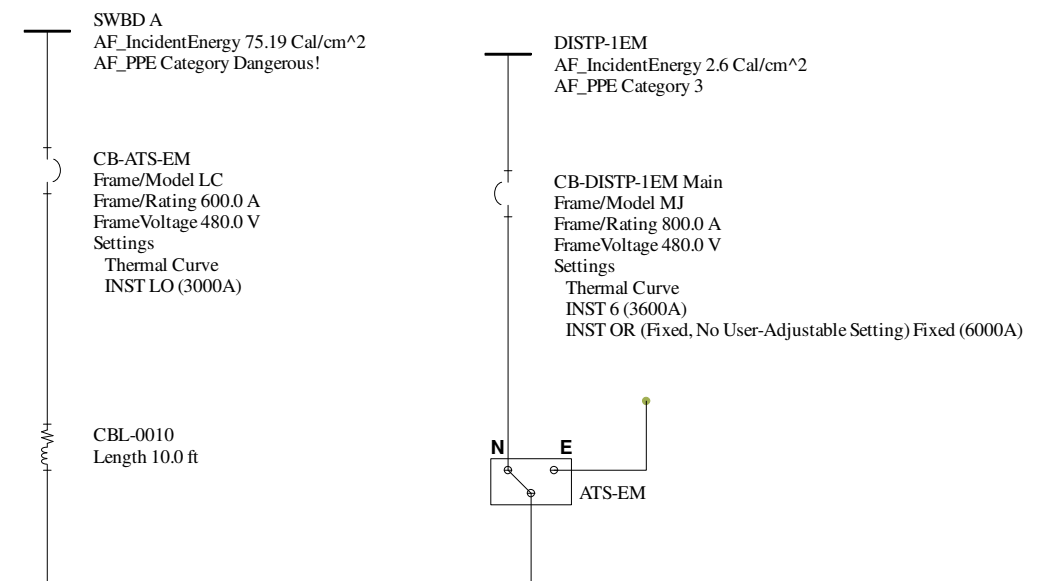 SWBD A
AF_IncidentEnergy 75.19 Cal/cm^2
AF_PPE Category Dangerous!
CB-ATS-EM
Frame/Model LC
Frame/Rating 600.0 A
FrameVoltage 480.0 V
Settings
Thermal Curve
INST LO (3000A)
CBL-0010
Length 10.0 ft
DISTP-1EM
AF_IncidentEnergy 2.6 Cal/cm^2
AF_PPE Category 3
CB-DISTP-1EM Main
Frame/Model MJ
Frame/Rating 800.0 A
FrameVoltage 480.0 V
Settings
Thermal Curve
INST 6 (3600A)
INST OR (Fixed, No User-Adjustable Setting) Fixed (6000A)
N E
ATS-EM